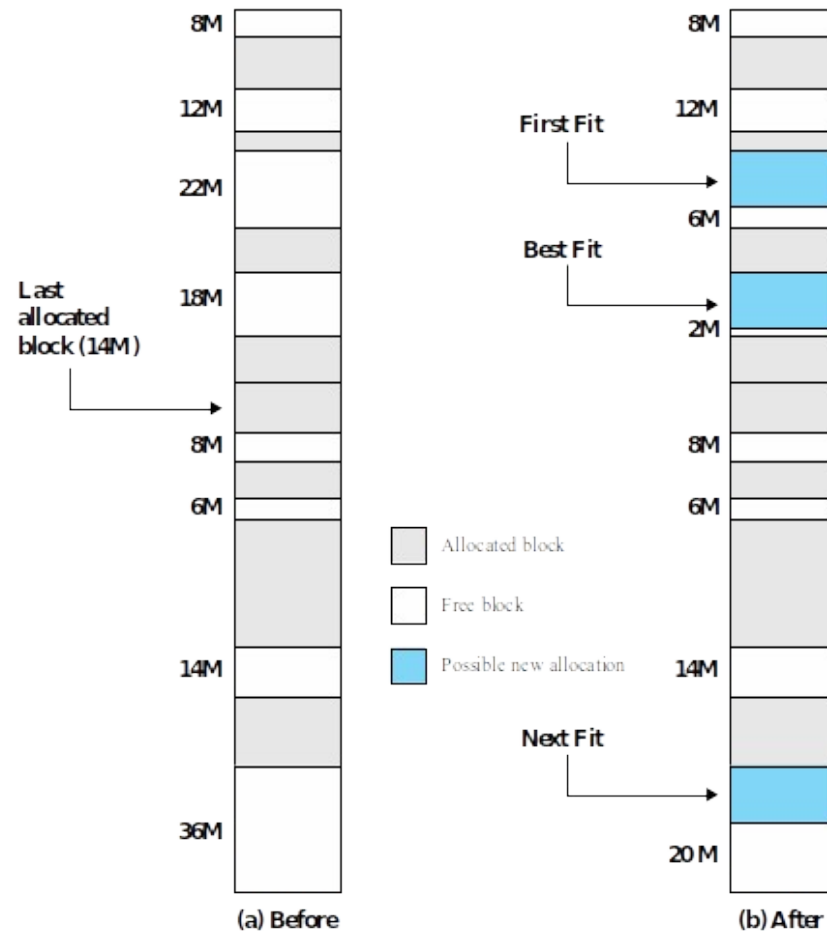 8M
12M
22M
18M
Last
allocated
block (14M)
8M
6M
14M
36M
(a) Before
Allocated block
Free block
Possible new allocation
8M
12M
First Fit
6M
Best Fit
2M
8M
6M
14M
Next Fit
20 M
(b) After